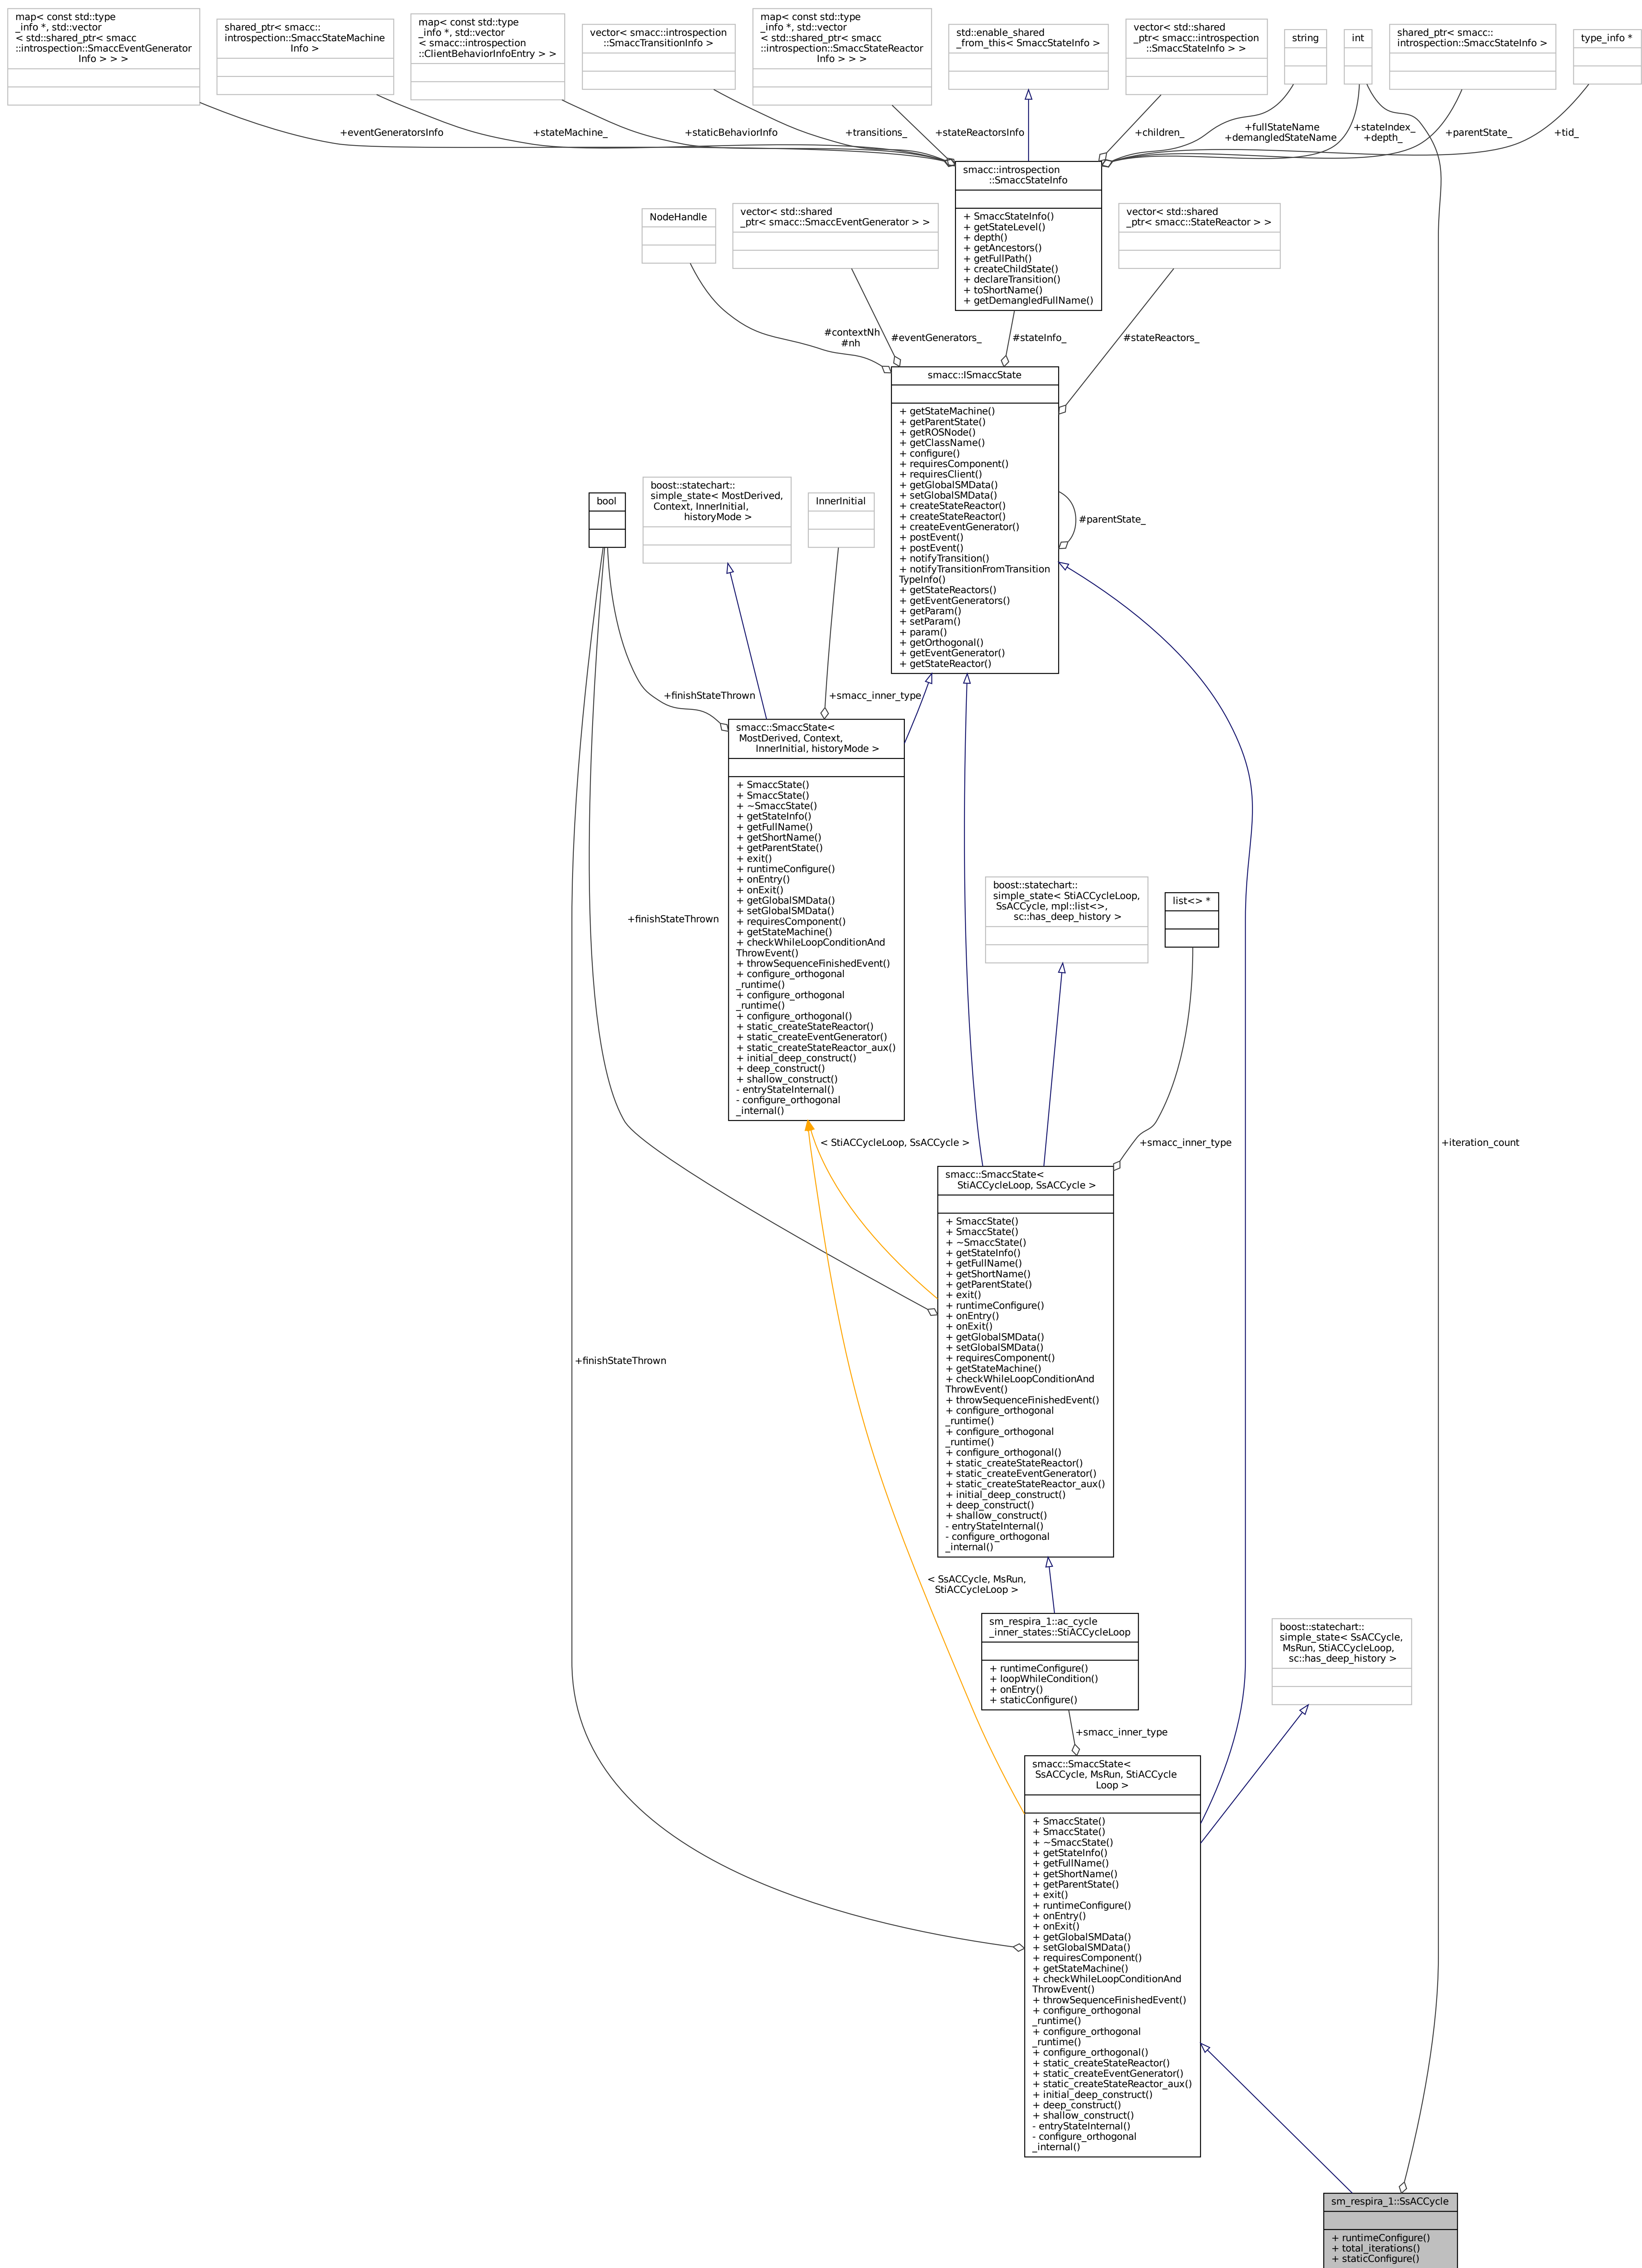 map< const std::type
_info *, std::vector
< std::shared_ptr< smacc
::introspection::SmaccEventGenerator
Info > > >
shared_ptr< smacc::
introspection::SmaccStateMachine
Info >
map< const std::type
_info *, std::vector
< smacc::introspection
::ClientBehaviorInfoEntry > >
vector< smacc::introspection
::SmaccTransitionInfo >
map< const std::type
_info *, std::vector
< std::shared_ptr< smacc
::introspection::SmaccStateReactor
Info > > >
std::enable_shared
_from_this< SmaccStateInfo >
vector< std::shared
_ptr< smacc::introspection
::SmaccStateInfo > >
string
int
shared_ptr< smacc::
introspection::SmaccStateInfo >
type_info *
+eventGeneratorsInfo
+stateMachine_
+staticBehaviorInfo
+transitions_
+stateReactorsInfo
+children_
+fullStateName
+demangledStateName
+stateIndex_
+depth_
+parentState_
+tid_
smacc::introspection
::SmaccStateInfo
+ SmaccStateInfo()
+ getStateLevel()
+ depth()
+ getAncestors()
+ getFullPath()
+ createChildState()
+ declareTransition()
+ toShortName()
+ getDemangledFullName()
NodeHandle
vector< std::shared
_ptr< smacc::SmaccEventGenerator > >
vector< std::shared
_ptr< smacc::StateReactor > >
#contextNh
#nh
#eventGenerators_
#stateInfo_
#stateReactors_
smacc::ISmaccState
+ getStateMachine()
+ getParentState()
+ getROSNode()
+ getClassName()
+ configure()
+ requiresComponent()
+ requiresClient()
+ getGlobalSMData()
+ setGlobalSMData()
+ createStateReactor()
+ createStateReactor()
+ createEventGenerator()
+ postEvent()
+ postEvent()
+ notifyTransition()
+ notifyTransitionFromTransition
TypeInfo()
+ getStateReactors()
+ getEventGenerators()
+ getParam()
+ setParam()
+ param()
+ getOrthogonal()
+ getEventGenerator()
+ getStateReactor()
#parentState_
bool
boost::statechart::
simple_state< MostDerived,
Context, InnerInitial,
historyMode >
InnerInitial
+finishStateThrown
+smacc_inner_type
smacc::SmaccState<
MostDerived, Context,
InnerInitial, historyMode >
+ SmaccState()
+ SmaccState()
+ ~SmaccState()
+ getStateInfo()
+ getFullName()
+ getShortName()
+ getParentState()
+ exit()
+ runtimeConfigure()
+ onEntry()
+ onExit()
+ getGlobalSMData()
+ setGlobalSMData()
+ requiresComponent()
+ getStateMachine()
+ checkWhileLoopConditionAnd
ThrowEvent()
+ throwSequenceFinishedEvent()
+ configure_orthogonal
_runtime()
+ configure_orthogonal
_runtime()
+ configure_orthogonal()
+ static_createStateReactor()
+ static_createEventGenerator()
+ static_createStateReactor_aux()
+ initial_deep_construct()
+ deep_construct()
+ shallow_construct()
- entryStateInternal()
- configure_orthogonal
_internal()
+finishStateThrown
boost::statechart::
simple_state< StiACCycleLoop,
SsACCycle, mpl::list<>,
sc::has_deep_history >
list<> *
< StiACCycleLoop, SsACCycle >
+smacc_inner_type
+iteration_count
smacc::SmaccState<
StiACCycleLoop, SsACCycle >
+ SmaccState()
+ SmaccState()
+ ~SmaccState()
+ getStateInfo()
+ getFullName()
+ getShortName()
+ getParentState()
+ exit()
+ runtimeConfigure()
+ onEntry()
+ onExit()
+ getGlobalSMData()
+ setGlobalSMData()
+ requiresComponent()
+ getStateMachine()
+ checkWhileLoopConditionAnd
ThrowEvent()
+ throwSequenceFinishedEvent()
+ configure_orthogonal
_runtime()
+ configure_orthogonal
_runtime()
+ configure_orthogonal()
+ static_createStateReactor()
+ static_createEventGenerator()
+ static_createStateReactor_aux()
+ initial_deep_construct()
+ deep_construct()
+ shallow_construct()
- entryStateInternal()
- configure_orthogonal
_internal()
+finishStateThrown
< SsACCycle, MsRun,
StiACCycleLoop >
sm_respira_1::ac_cycle
_inner_states::StiACCycleLoop
+ runtimeConfigure()
+ loopWhileCondition()
+ onEntry()
+ staticConfigure()
boost::statechart::
simple_state< SsACCycle,
MsRun, StiACCycleLoop,
sc::has_deep_history >
+smacc_inner_type
smacc::SmaccState<
SsACCycle, MsRun, StiACCycle
Loop >
+ SmaccState()
+ SmaccState()
+ ~SmaccState()
+ getStateInfo()
+ getFullName()
+ getShortName()
+ getParentState()
+ exit()
+ runtimeConfigure()
+ onEntry()
+ onExit()
+ getGlobalSMData()
+ setGlobalSMData()
+ requiresComponent()
+ getStateMachine()
+ checkWhileLoopConditionAnd
ThrowEvent()
+ throwSequenceFinishedEvent()
+ configure_orthogonal
_runtime()
+ configure_orthogonal
_runtime()
+ configure_orthogonal()
+ static_createStateReactor()
+ static_createEventGenerator()
+ static_createStateReactor_aux()
+ initial_deep_construct()
+ deep_construct()
+ shallow_construct()
- entryStateInternal()
- configure_orthogonal
_internal()
sm_respira_1::SsACCycle
+ runtimeConfigure()
+ total_iterations()
+ staticConfigure()